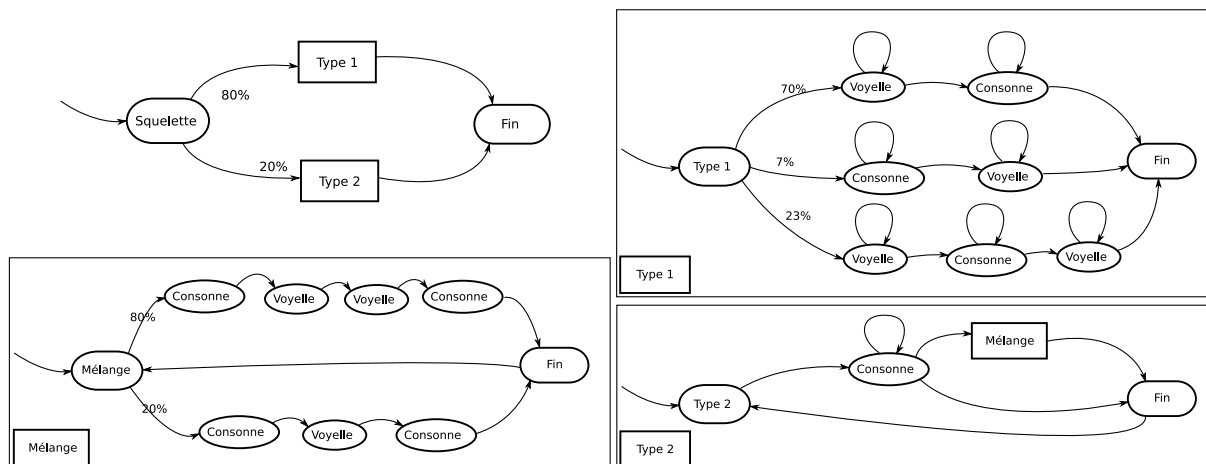 Type 1
80%
Squelette
Fin
20%
Type 2
Voyelle
Consonne
70%
Type 1
7%
Consonne
Voyelle
Fin
23%
Voyelle
Consonne
Voyelle
Type 1
Consonne
Voyelle
Voyelle
Consonne
80%
Mélange
Fin
20%
Consonne
Voyelle
Consonne
Mélange
Mélange
Consonne
Type 2
Fin
Type 2